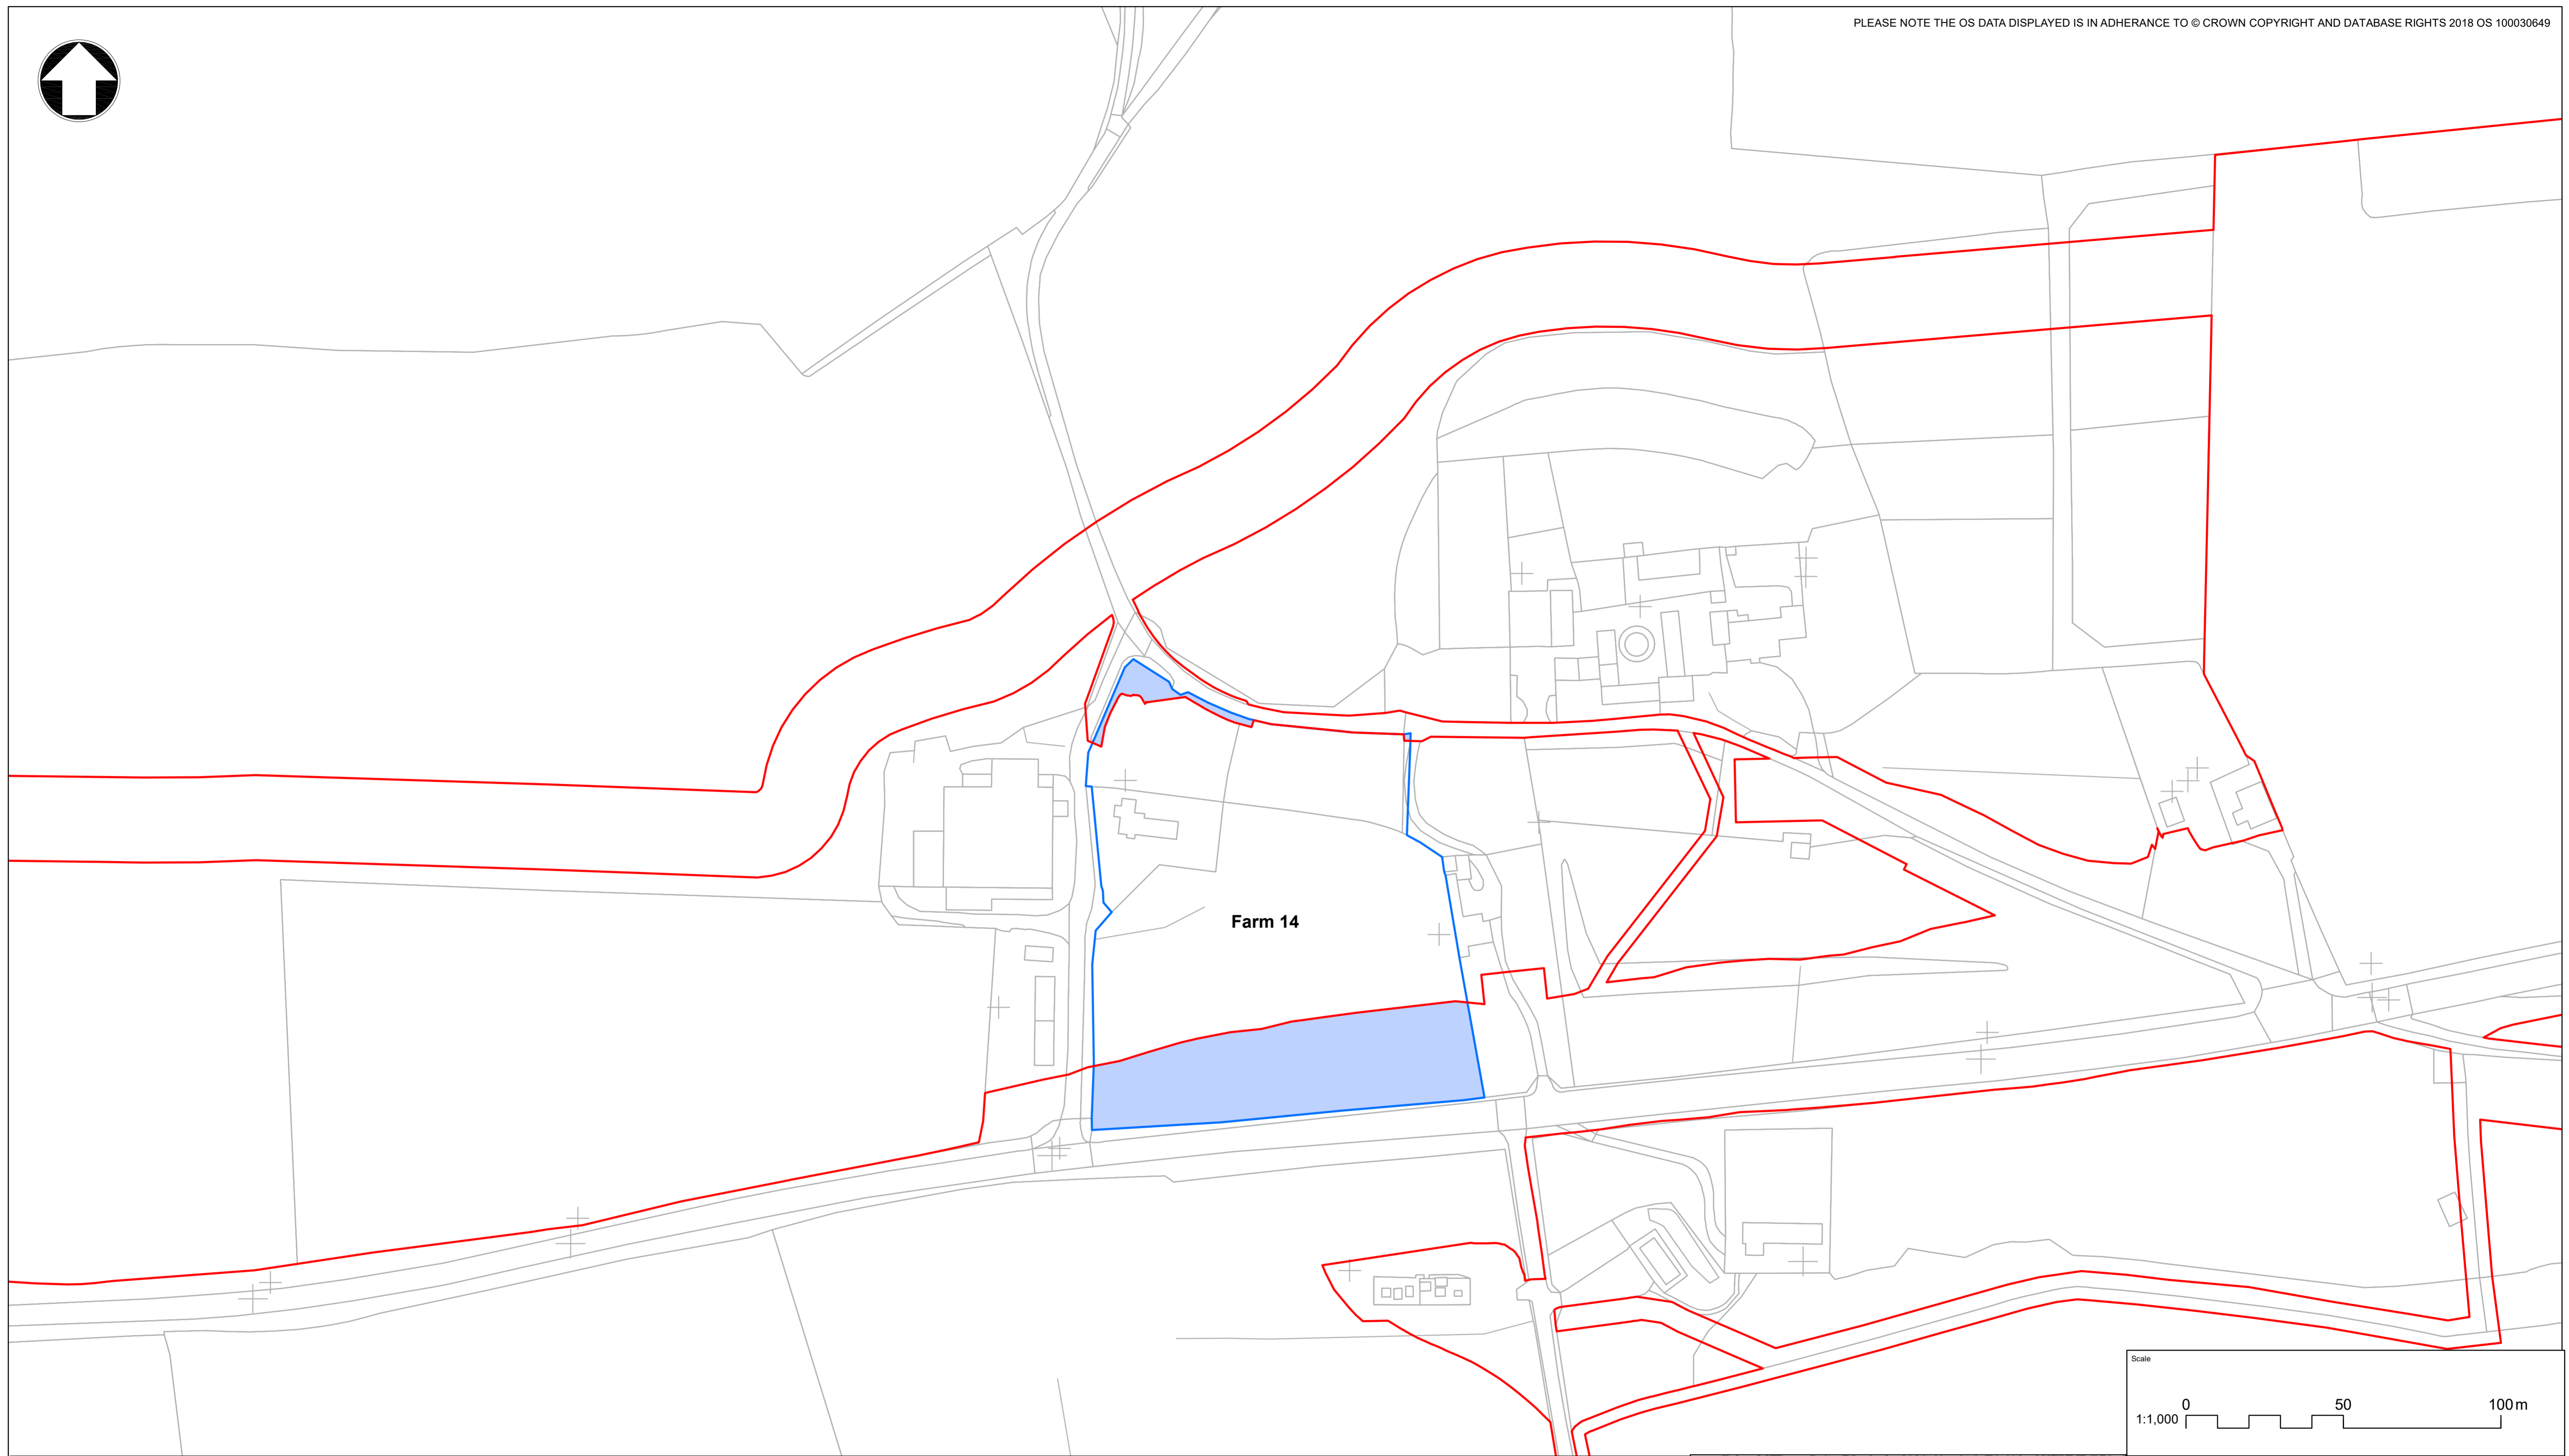 PLEASE NOTE THE OS DATA DISPLAYED IS IN ADHERANCE TO © CROWN COPYRIGHT AND DATABASE RIGHTS 2018 OS 100030649
Farm 14
Scale
0 50 100 m
1:1,000